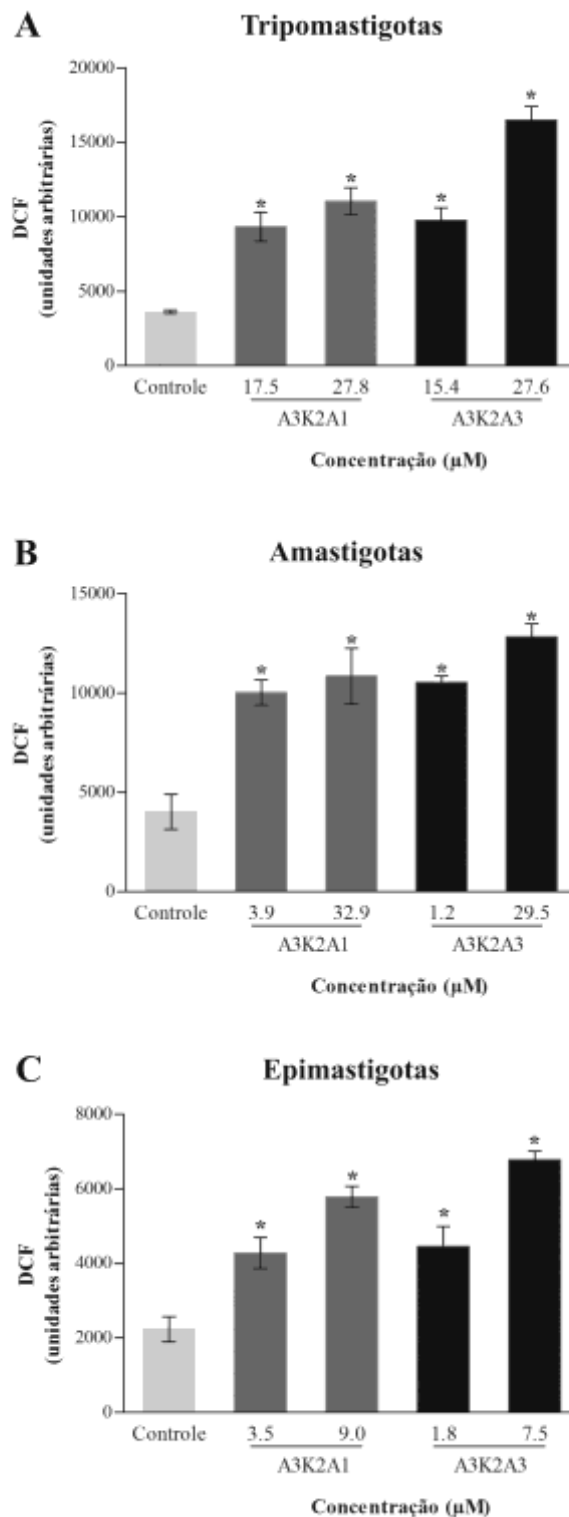 A
Tripomastigotas
DCF
(unidades arbitrárias)
20000
15000
10000
5000
0
*
*
*
*
Controle 17.5 27.8 15.4 27.6
A3K2A1 A3K2A3
Concentração (µM)
B
Amastigotas
DCF
(unidades arbitrárias)
15000
10000
5000
0
*
*
*
*
Controle 3.9 32.9 1.2 29.5
A3K2A1 A3K2A3
Concentração (µM)
C
Epimastigotas
DCF
(unidades arbitrárias)
8000
6000
4000
2000
0
*
*
*
*
Controle 3.5 9.0 1.8 7.5
A3K2A1 A3K2A3
Concentração (µM)